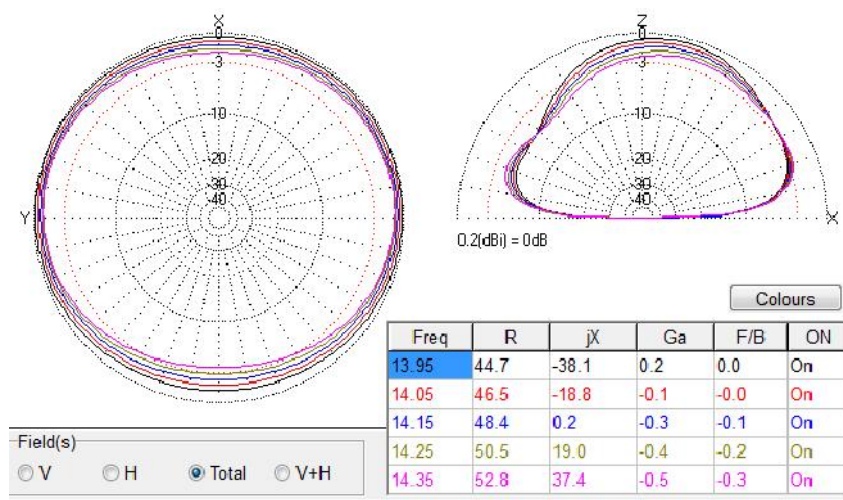 X
0
-3
-10
-20
-30
-40
Y
Z
0
-3
-10
-20
-30
-40
X
0.2(dBi) = 0dB
Colours
Freq R jX Ga F/B ON
13.95 44.7 -38.1 0.2 0.0 On
14.05 46.5 -18.8 -0.1 -0.0 On
14.15 48.4 0.2 -0.3 -0.1 On
14.25 50.5 19.0 -0.4 -0.2 On
14.35 52.8 37.4 -0.5 -0.3 On
Field(s)
V H Total V+H